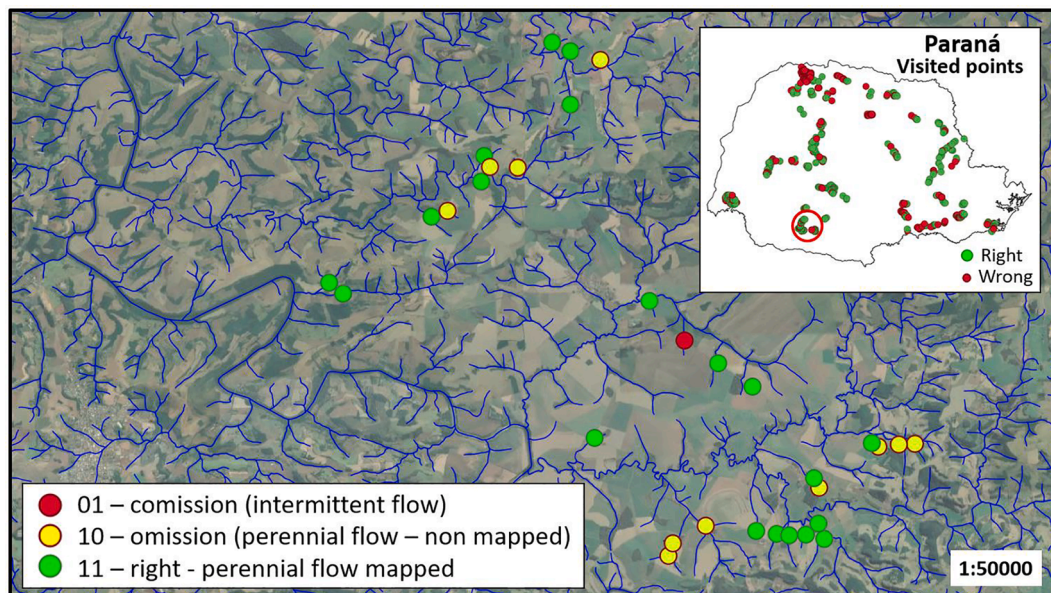 Paraná
Visited points
Right
Wrong
01 – comission (intermittent flow)
10 – omission (perennial flow – non mapped)
11 – right - perennial flow mapped
1:50000